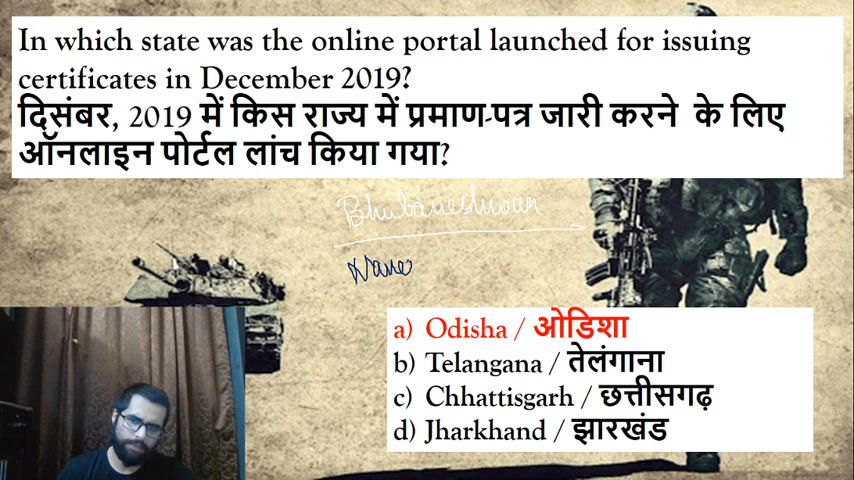 In which state was the online portal launched for issuing
certificates in December 2019?
दिसंबर, 2019 में किस राज्य में प्रमाण-पत्र जारी करने के लिए
ऑनलाइन पोर्टल लांच किया गया?
Bhubaneshwar
a) Odisha / ओडिशा
b) Telangana / तेलंगाना
c) Chhattisgarh / छत्तीसगढ़
d) Jharkhand / झारखंड